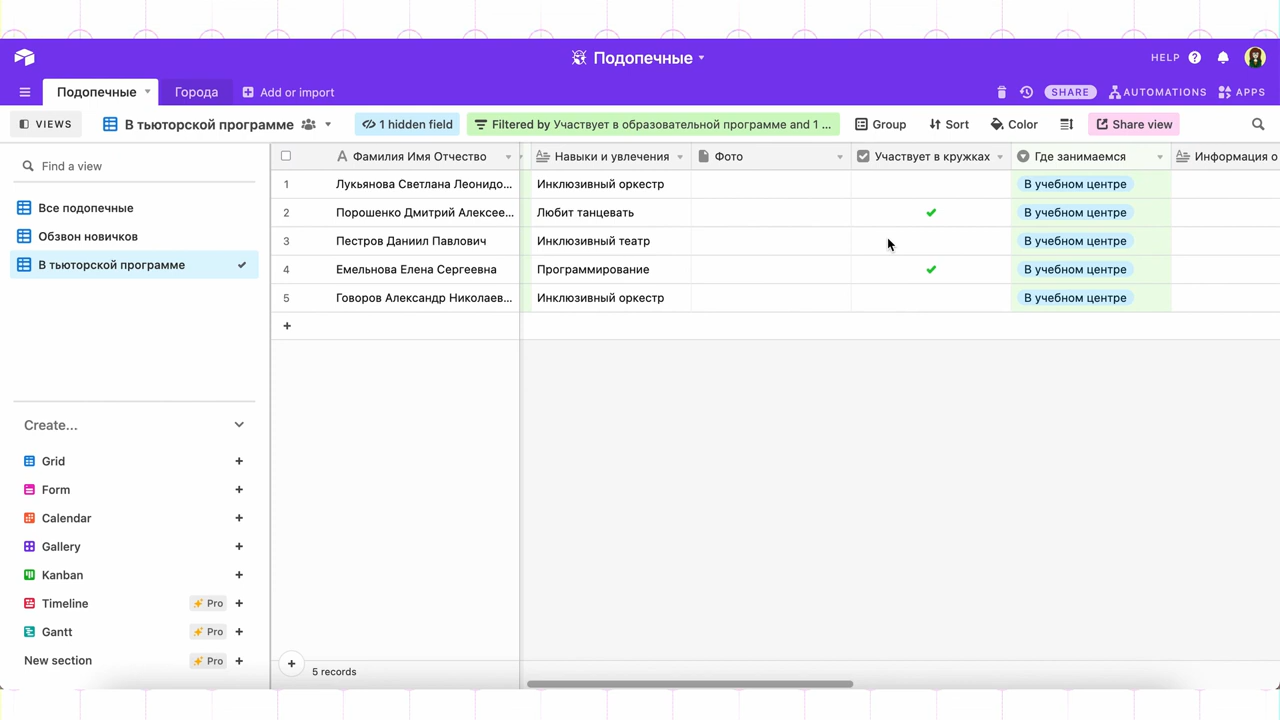 Подопечные
HELP
Подопечные
Города
Add or import
SHARE
AUTOMATIONS
APPS
VIEWS
В тьюторской программе
1 hidden field
Filtered by Участвует в образовательной программе and 1 ...
Group
Sort
Color
Share view
Find a view
Все подопечные
Обзвон новичков
В тьюторской программе
Create...
Grid
Form
Calendar
Gallery
Kanban
Timeline Pro
Gantt Pro
New section Pro
Фамилия Имя Отчество Навыки и увлечения Фото Участвует в кружках Где занимаемся Информация о
1 Лукьянова Светлана Леонидо... Инклюзивный оркестр В учебном центре
2 Порошенко Дмитрий Алексее... Любит танцевать В учебном центре
3 Пестров Даниил Павлович Инклюзивный театр В учебном центре
4 Емельнова Елена Сергеевна Программирование В учебном центре
5 Говоров Александр Николаев... Инклюзивный оркестр В учебном центре
5 records